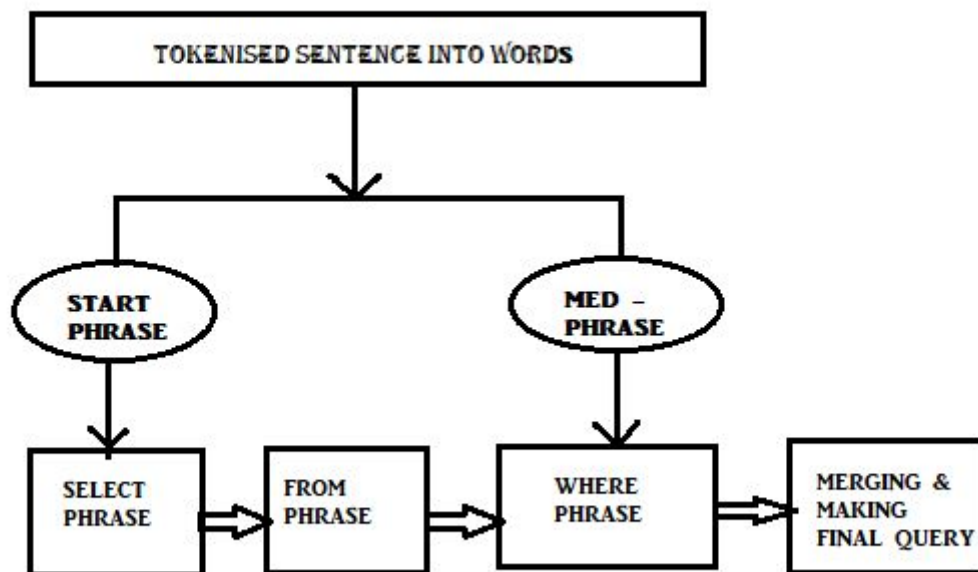 TOKENISED SENTENCE INTO WORDS
START
PHRASE
MED –
PHRASE
SELECT
PHRASE
FROM
PHRASE
WHERE
PHRASE
MERGING &
MAKING
FINAL QUERY